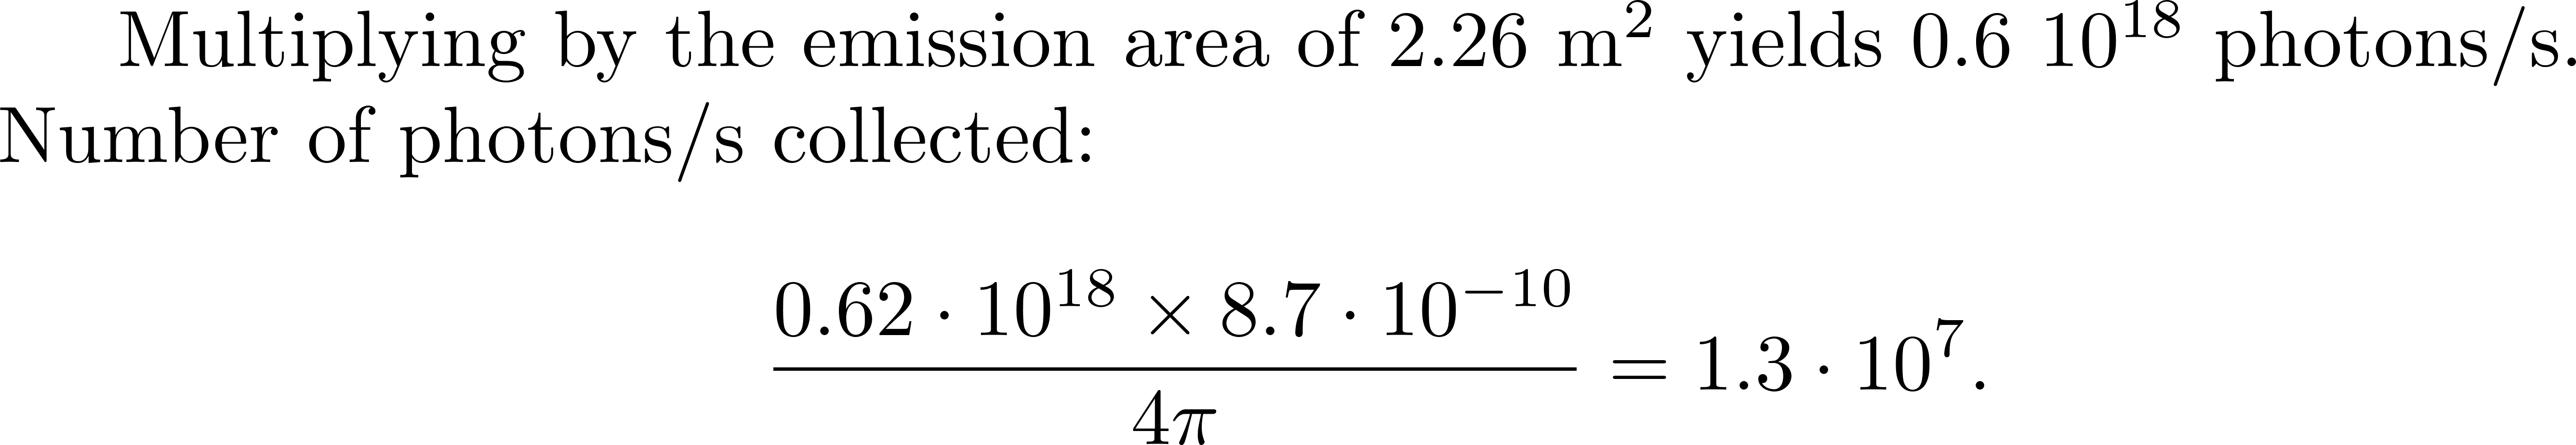 Multiplying by the emission area of 2.26 m² yields 0.6 10¹⁸ photons/s.
Number of photons/s collected:
\frac{0.62 · 10¹⁸ × 8.7 · 10⁻¹⁰}{4π} = 1.3 · 10⁷.